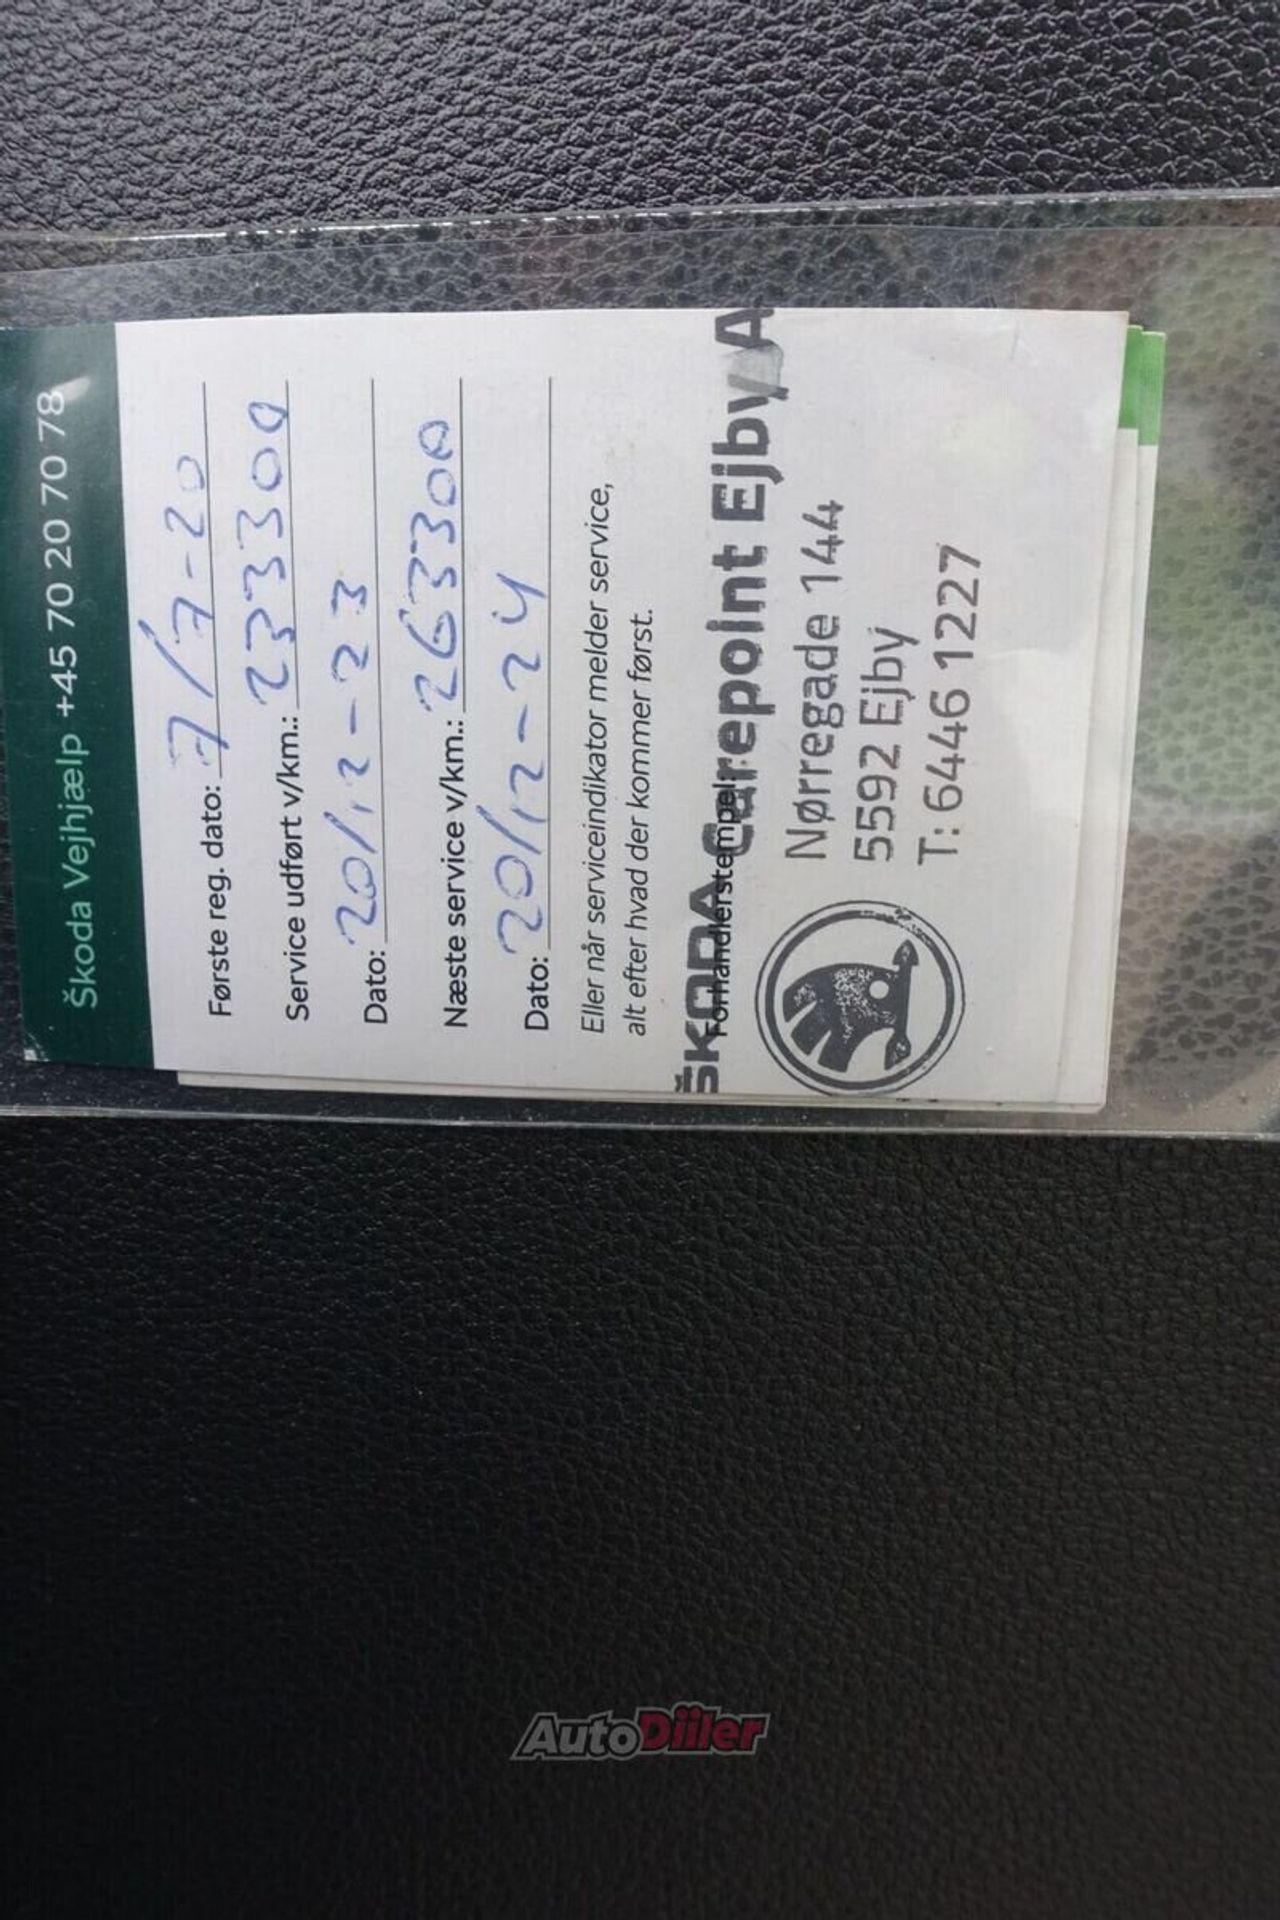 Škoda Vejhjælp +45 70 20 70 78
Første reg. dato: 7/7-20
Service udført v/km.: 233300
Dato: 20/12-23
Næste service v/km.: 263300
Dato: 20/12-24
Eller når serviceindikator melder service,
alt efter hvad der kommer først.
Forhandlerstempel:
ŠKODA Carepoint Ejby A
Nørregade 144
5592 Ejby
T: 6446 1227
AutoDiiler